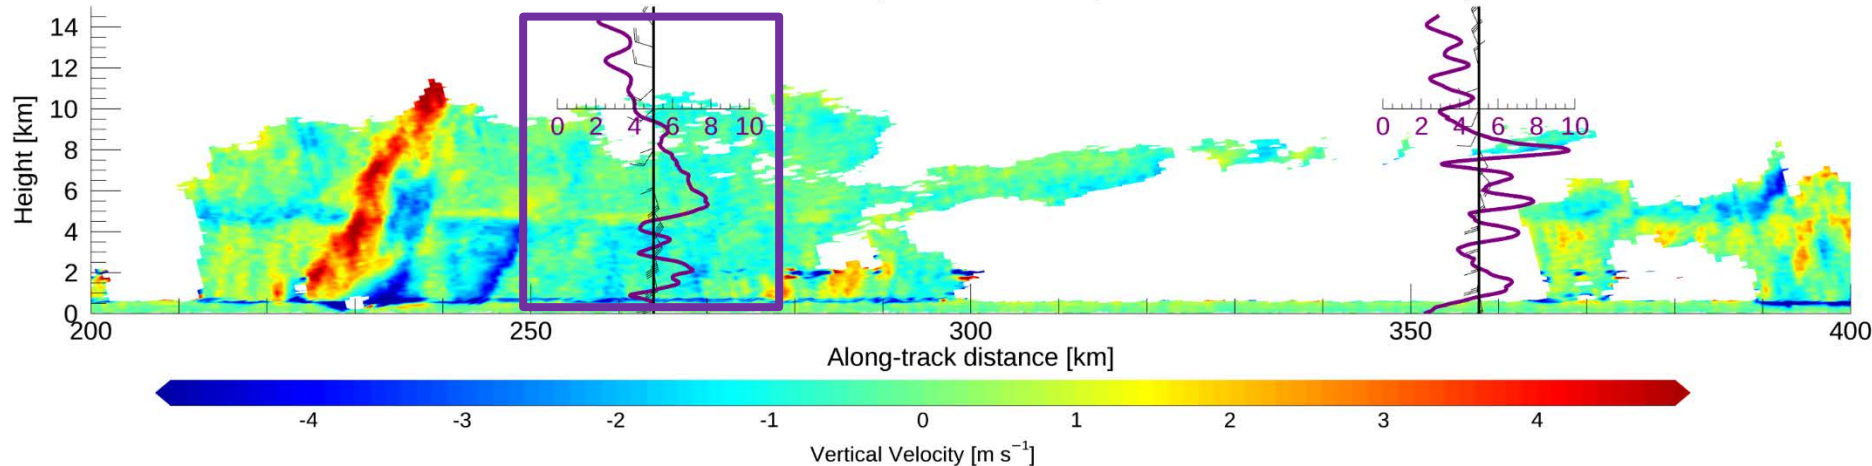 14
12
10
8
6
4
2
0
Height [km]
0 2 4 6 8 10
0 2 4 6 8 10
200 250 300 350 400
Along-track distance [km]
-4 -3 -2 -1 0 1 2 3 4
Vertical Velocity [m s⁻¹]